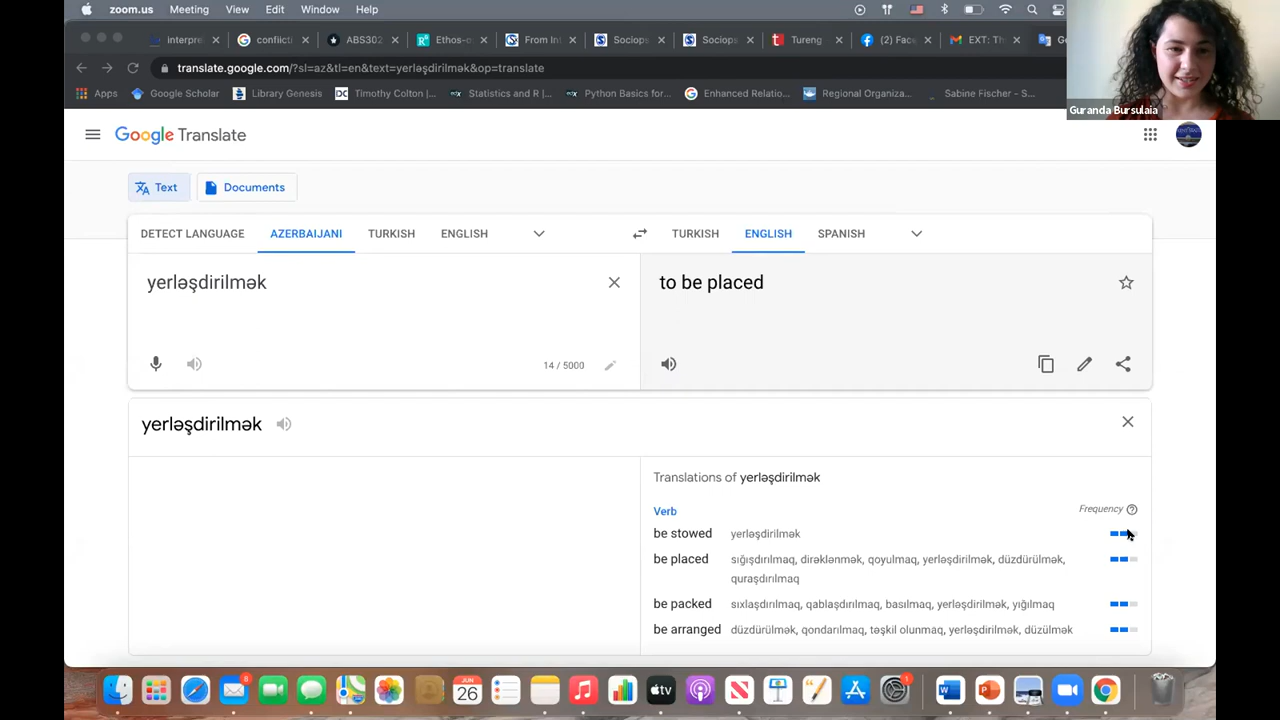 zoom.us Meeting View Edit Window Help
interpre conflict ABS302 Ethos-c From In Sociops Sociops Tureng (2) Fac EXT: Th
translate.google.com/?sl=az&tl=en&text=yerləşdirilmək&op=translate
Apps Google Scholar Library Genesis Timothy Colton |... Statistics and R |... Python Basics for... Enhanced Relatio... Regional Organiza... Sabine Fischer – S...
Guranda Bursulaia
Google Translate
Text Documents
DETECT LANGUAGE AZERBAIJANI TURKISH ENGLISH TURKISH ENGLISH SPANISH
yerləşdirilmək to be placed
14 / 5000
yerləşdirilmək
Translations of yerləşdirilmək
Frequency
Verb
be stowed yerləşdirilmək
be placed sığışdırılmaq, dirəklənmək, qoyulmaq, yerləşdirilmək, düzdürülmək,
quraşdırılmaq
be packed sıxlaşdırılmaq, qablaşdırılmaq, basılmaq, yerləşdirilmək, yığılmaq
be arranged düzdürülmək, qondarılmaq, təşkil olunmaq, yerləşdirilmək, düzülmək
8 JUN 26 tv 1